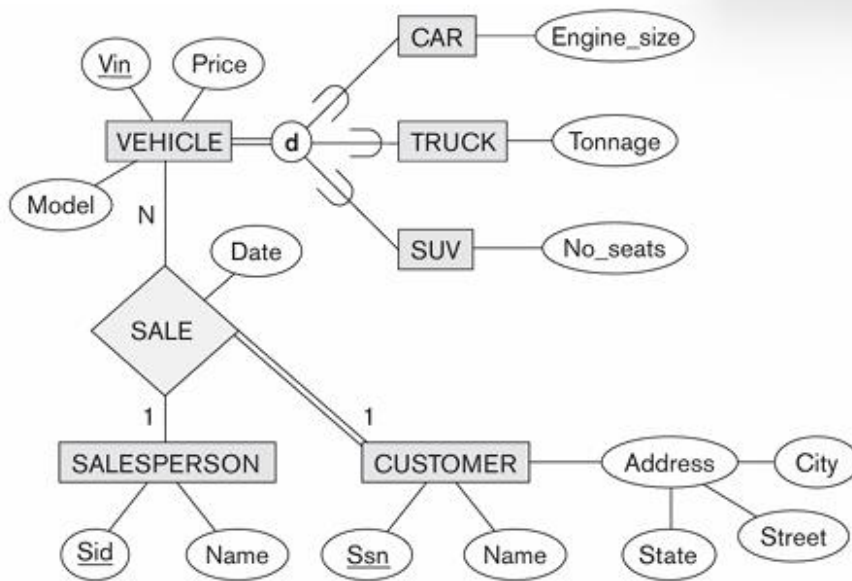 CAR
Engine_size
Vin
Price
VEHICLE
d
TRUCK
Tonnage
Model
N
SUV
No_seats
Date
SALE
1
1
SALESPERSON
CUSTOMER
Address
City
Sid
Name
Ssn
Name
State
Street